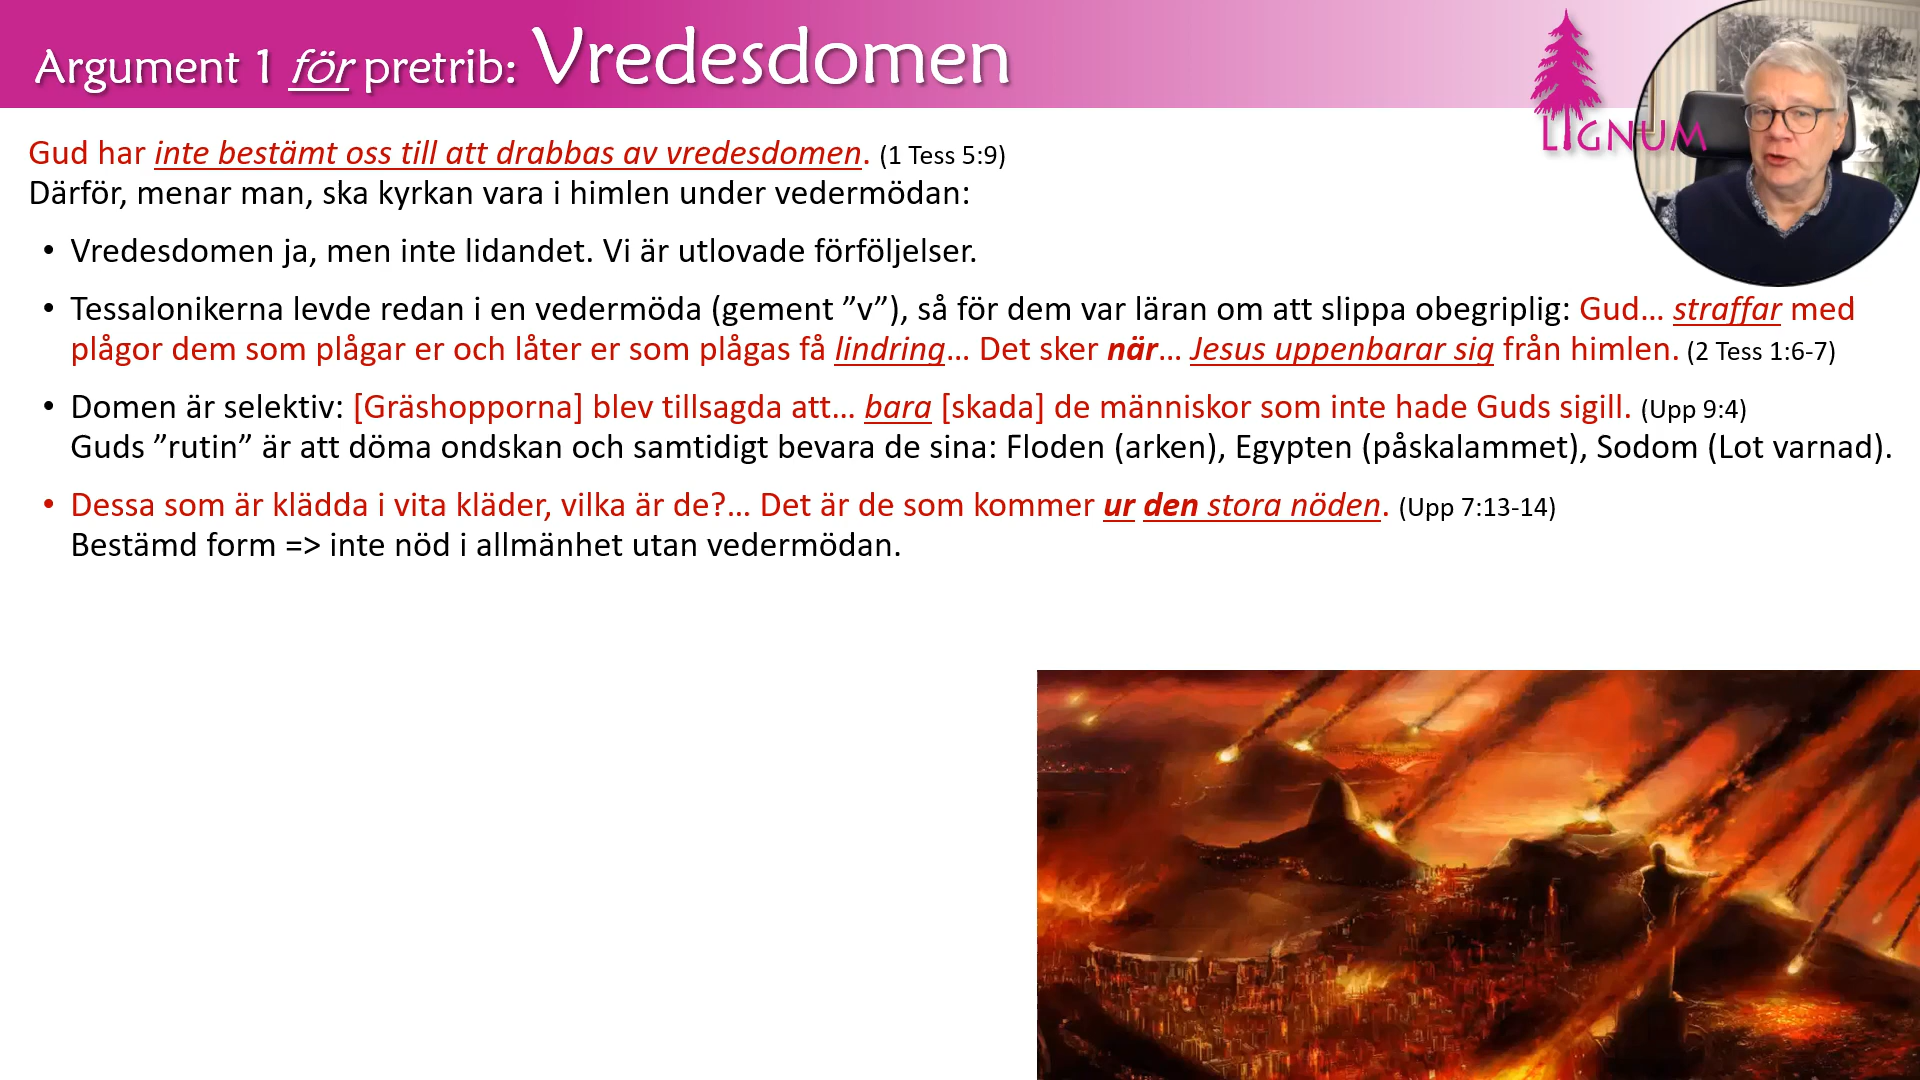 Argument 1 för pretrib: Vredesdomen
LIGNUM
Gud har inte bestämt oss till att drabbas av vredesdomen. (1 Tess 5:9)
Därför, menar man, ska kyrkan vara i himlen under vedermödan:
• Vredesdomen ja, men inte lidandet. Vi är utlovade förföljelser.
• Tessalonikerna levde redan i en vedermöda (gement ”v”), så för dem var läran om att slippa obegriplig: Gud... straffar med
plågor dem som plågar er och låter er som plågas få lindring... Det sker när... Jesus uppenbarar sig från himlen. (2 Tess 1:6-7)
• Domen är selektiv: [Gräshopporna] blev tillsagda att... bara [skada] de människor som inte hade Guds sigill. (Upp 9:4)
Guds ”rutin” är att döma ondskan och samtidigt bevara de sina: Floden (arken), Egypten (påskalammet), Sodom (Lot varnad).
• Dessa som är klädda i vita kläder, vilka är de?... Det är de som kommer ur den stora nöden. (Upp 7:13-14)
Bestämd form => inte nöd i allmänhet utan vedermödan.